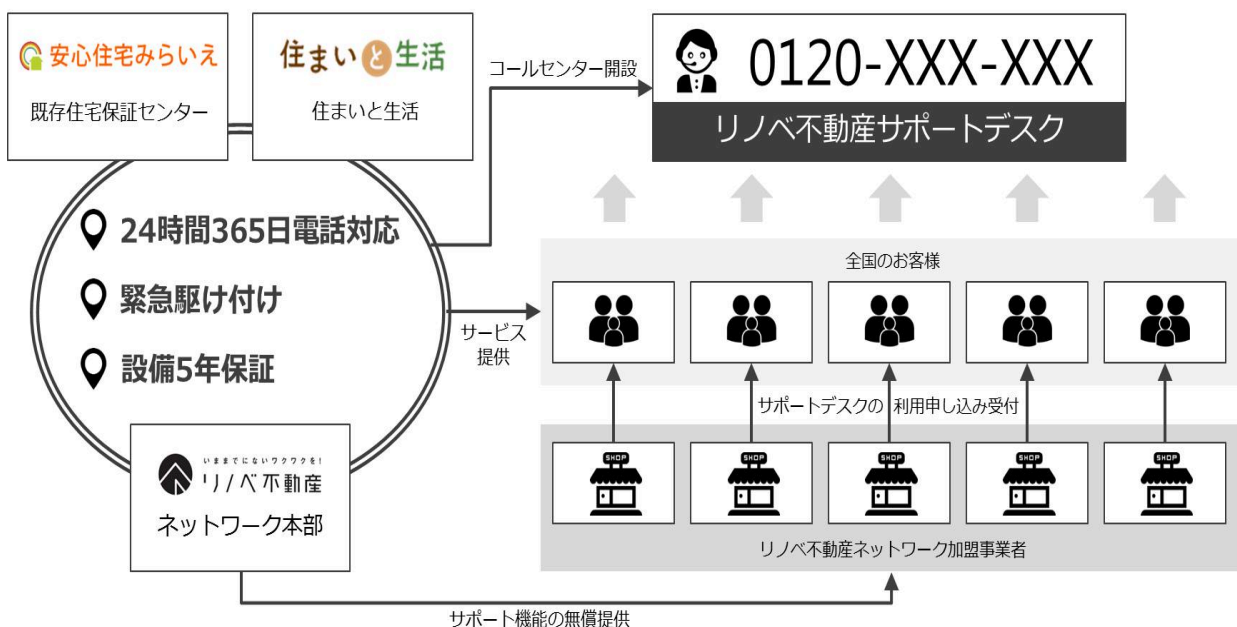 安心住宅みらいえ
既存住宅保証センター
住まいと生活
住まいと生活
コールセンター開設
0120-XXX-XXX
リノベ不動産サポートデスク
24時間365日電話対応
緊急駆け付け
設備5年保証
サービス
提供
全国のお客様
サポートデスクの 利用申し込み受付
SHOP SHOP SHOP SHOP SHOP
リノベ不動産ネットワーク加盟事業者
いままでにないワクワクを!
リノベ不動産
ネットワーク本部
サポート機能の無償提供